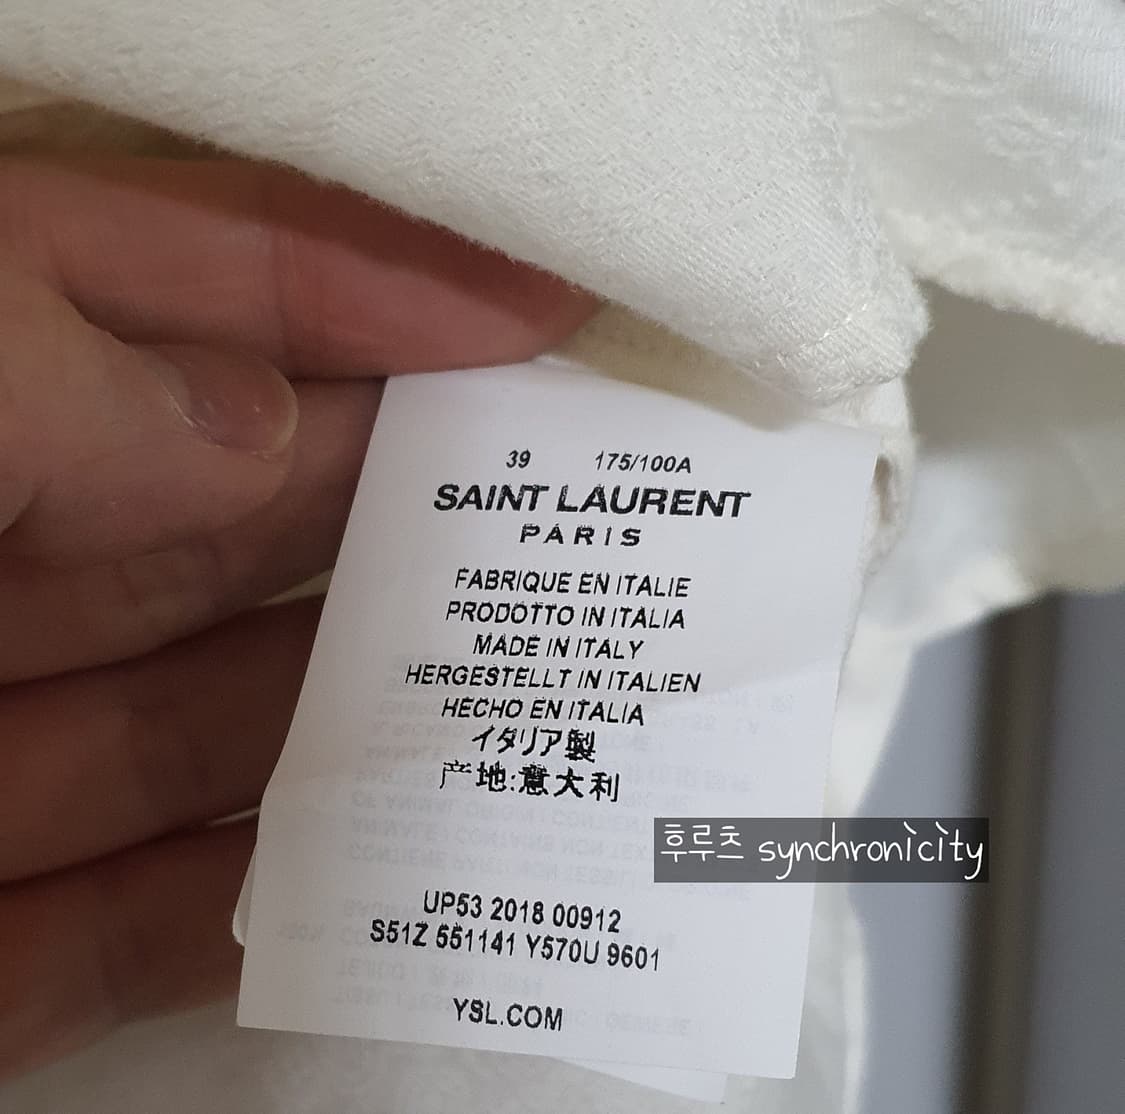 39 175/100A
SAINT LAURENT
PARIS
FABRIQUE EN ITALIE
PRODOTTO IN ITALIA
MADE IN ITALY
HERGESTELLT IN ITALIEN
HECHO EN ITALIA
イタリア製
产地:意大利
후루츠 synchronicity
UP53 2018 00912
S51Z 551141 Y570U 9601
YSL.COM